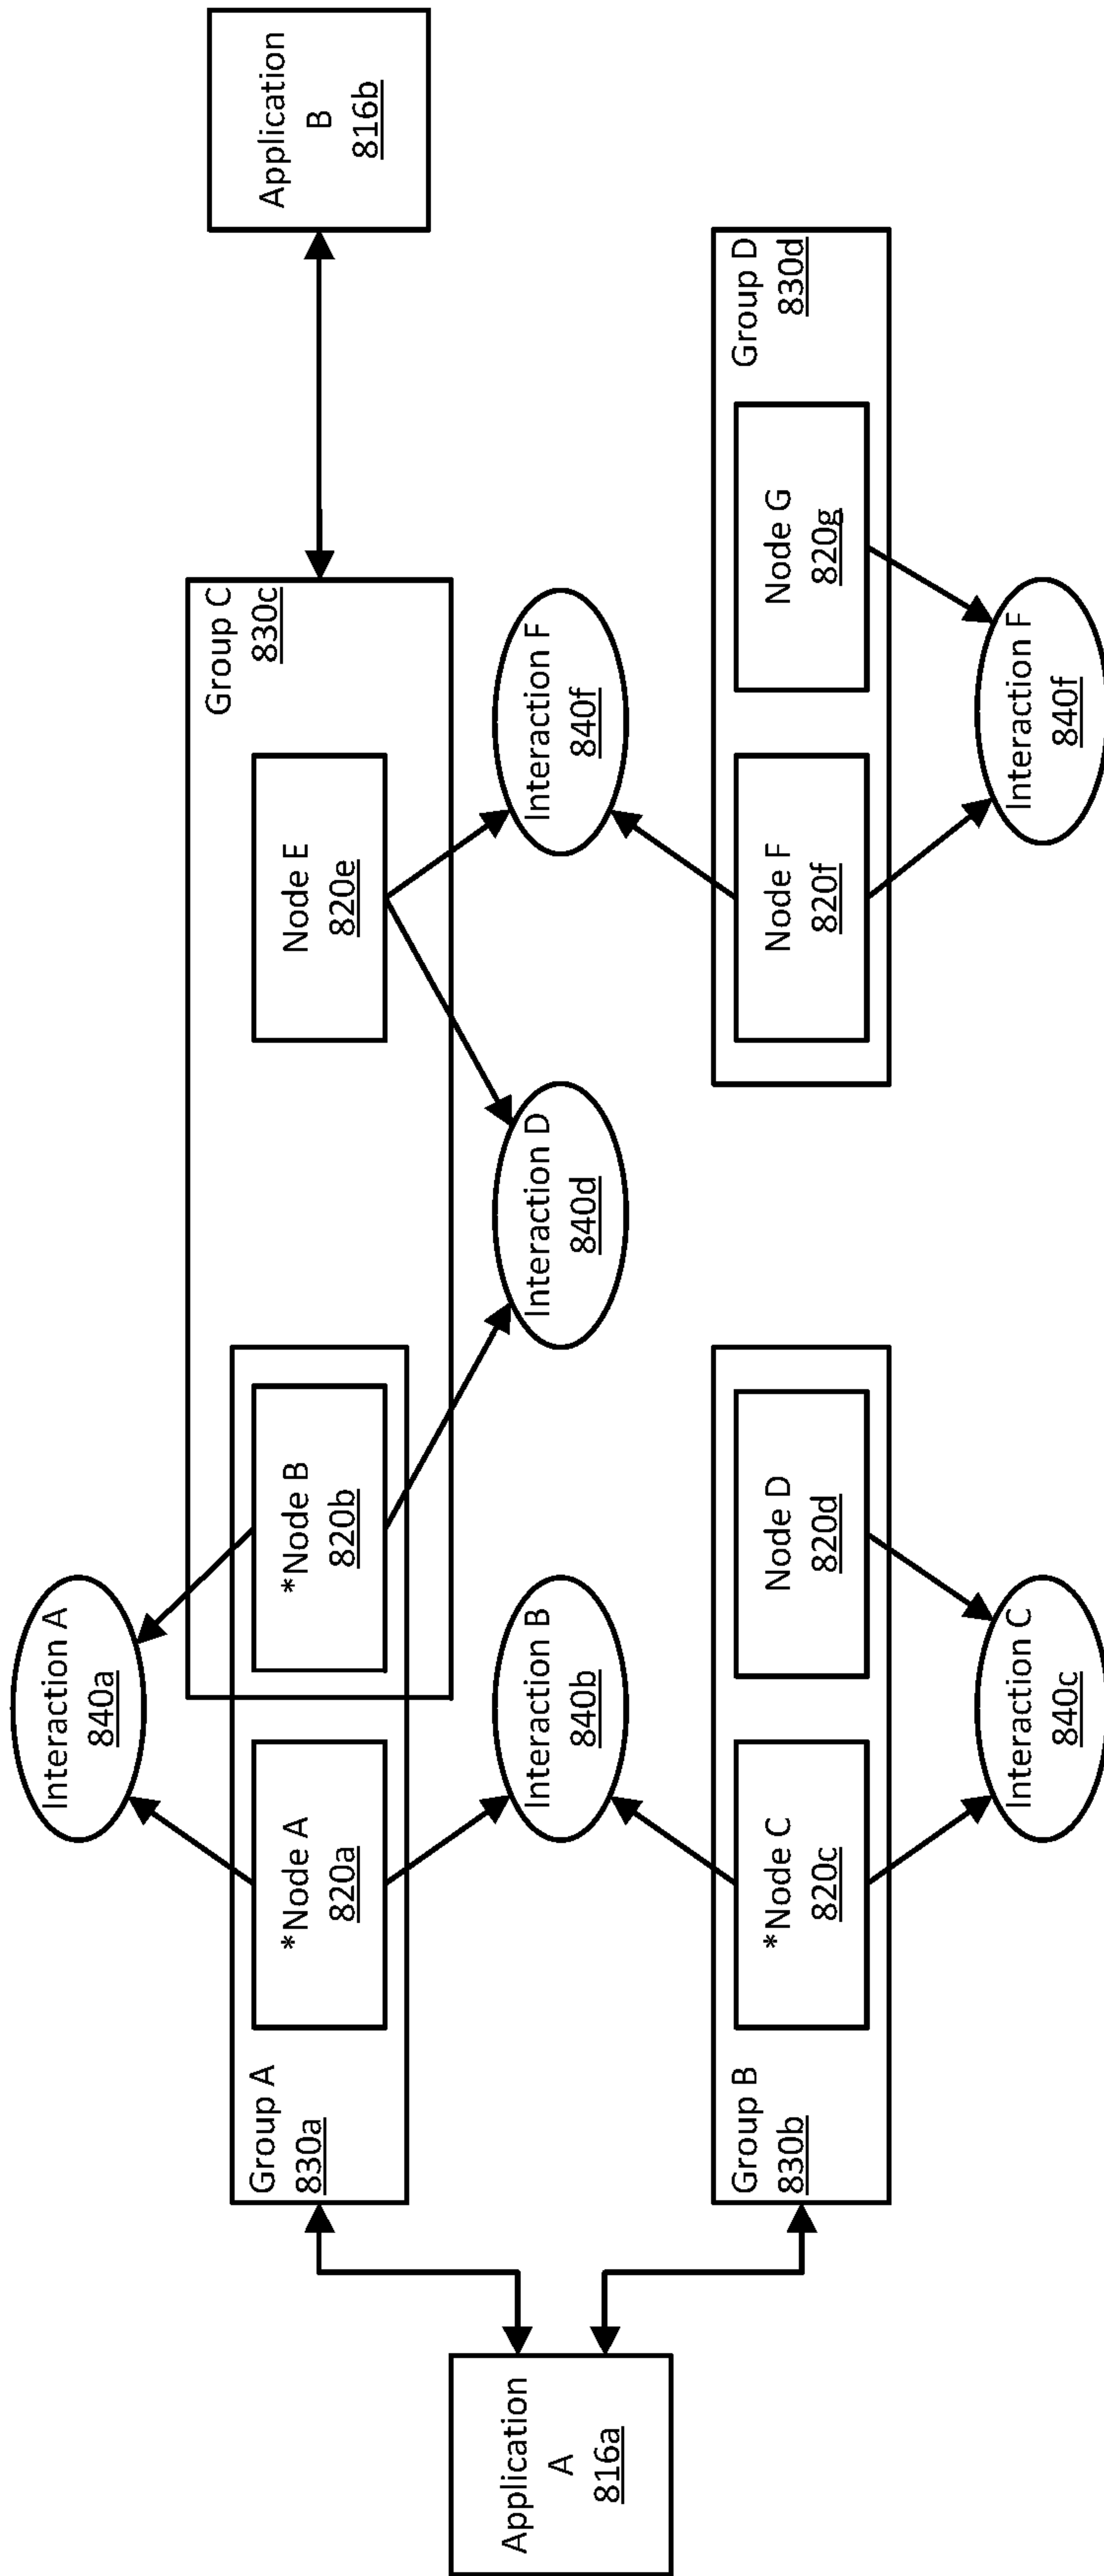 Interaction A
840a
Application
B
816b
Group C
830c
*Node A
820a
*Node B
820b
Node E
820e
Group A
830a
Interaction B
840b
Interaction D
840d
Interaction F
840f
Application
A
816a
Group B
830b
*Node C
820c
Node D
820d
Node F
820f
Node G
820g
Group D
830d
Interaction C
840c
Interaction F
840f